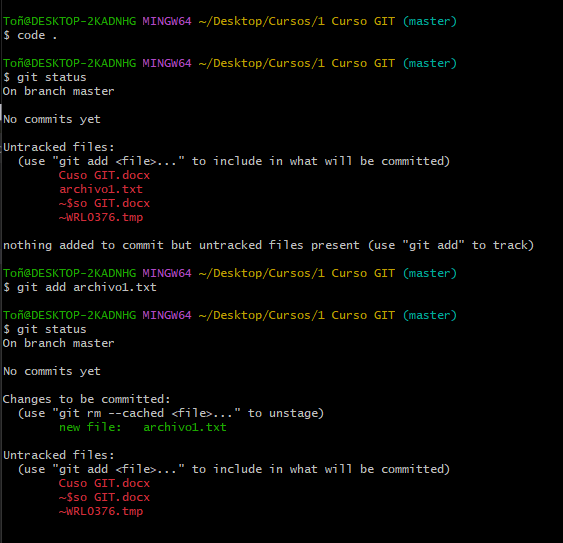 Toñ@DESKTOP-2KADNHG MINGW64 ~/Desktop/Cursos/1 Curso GIT (master)
$ code .
Toñ@DESKTOP-2KADNHG MINGW64 ~/Desktop/Cursos/1 Curso GIT (master)
$ git status
On branch master
No commits yet
Untracked files:
(use "git add <file>..." to include in what will be committed)
Cuso GIT.docx
archivo1.txt
~$so GIT.docx
~WRL0376.tmp
nothing added to commit but untracked files present (use "git add" to track)
Toñ@DESKTOP-2KADNHG MINGW64 ~/Desktop/Cursos/1 Curso GIT (master)
$ git add archivo1.txt
Toñ@DESKTOP-2KADNHG MINGW64 ~/Desktop/Cursos/1 Curso GIT (master)
$ git status
On branch master
No commits yet
Changes to be committed:
(use "git rm --cached <file>..." to unstage)
new file:   archivo1.txt
Untracked files:
(use "git add <file>..." to include in what will be committed)
Cuso GIT.docx
~$so GIT.docx
~WRL0376.tmp